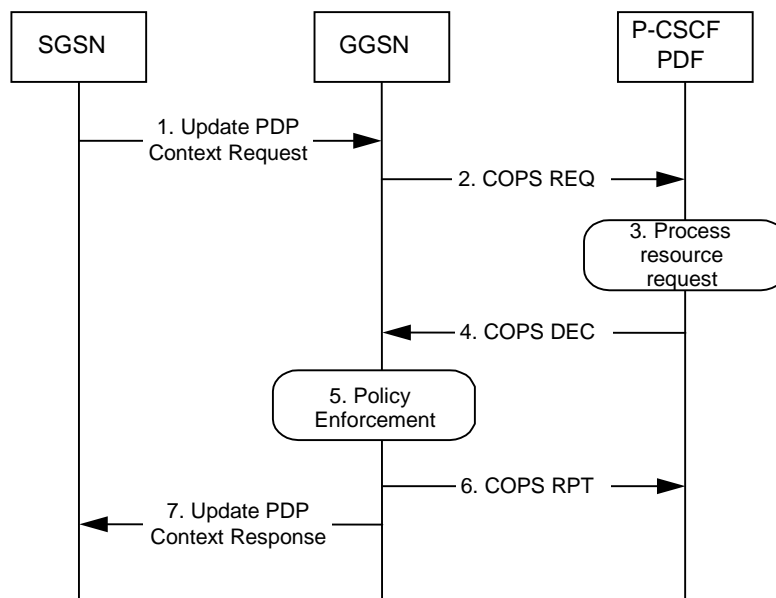 SGSN
GGSN
P-CSCF
PDF
1. Update PDP
Context Request
2. COPS REQ
3. Process
resource
request
4. COPS DEC
5. Policy
Enforcement
6. COPS RPT
7. Update PDP
Context Response